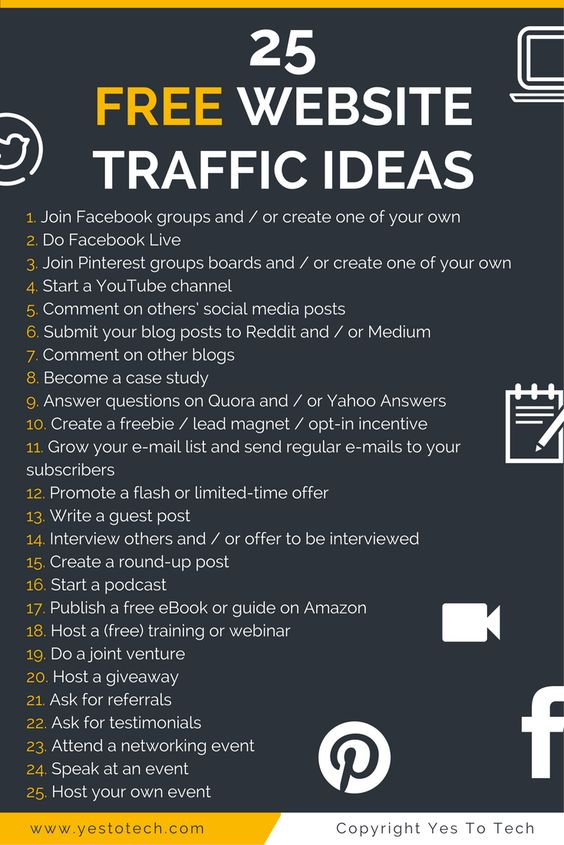 25
FREE WEBSITE
TRAFFIC IDEAS
1. Join Facebook groups and / or create one of your own
2. Do Facebook Live
3. Join Pinterest groups boards and / or create one of your own
4. Start a YouTube channel
5. Comment on others' social media posts
6. Submit your blog posts to Reddit and / or Medium
7. Comment on other blogs
8. Become a case study
9. Answer questions on Quora and / or Yahoo Answers
10. Create a freebie / lead magnet / opt-in incentive
11. Grow your e-mail list and send regular e-mails to your
subscribers
12. Promote a flash or limited-time offer
13. Write a guest post
14. Interview others and / or offer to be interviewed
15. Create a round-up post
16. Start a podcast
17. Publish a free eBook or guide on Amazon
18. Host a (free) training or webinar
19. Do a joint venture
20. Host a giveaway
21. Ask for referrals
22. Ask for testimonials
23. Attend a networking event
24. Speak at an event
25. Host your own event
www.yestotech.com
Copyright Yes To Tech